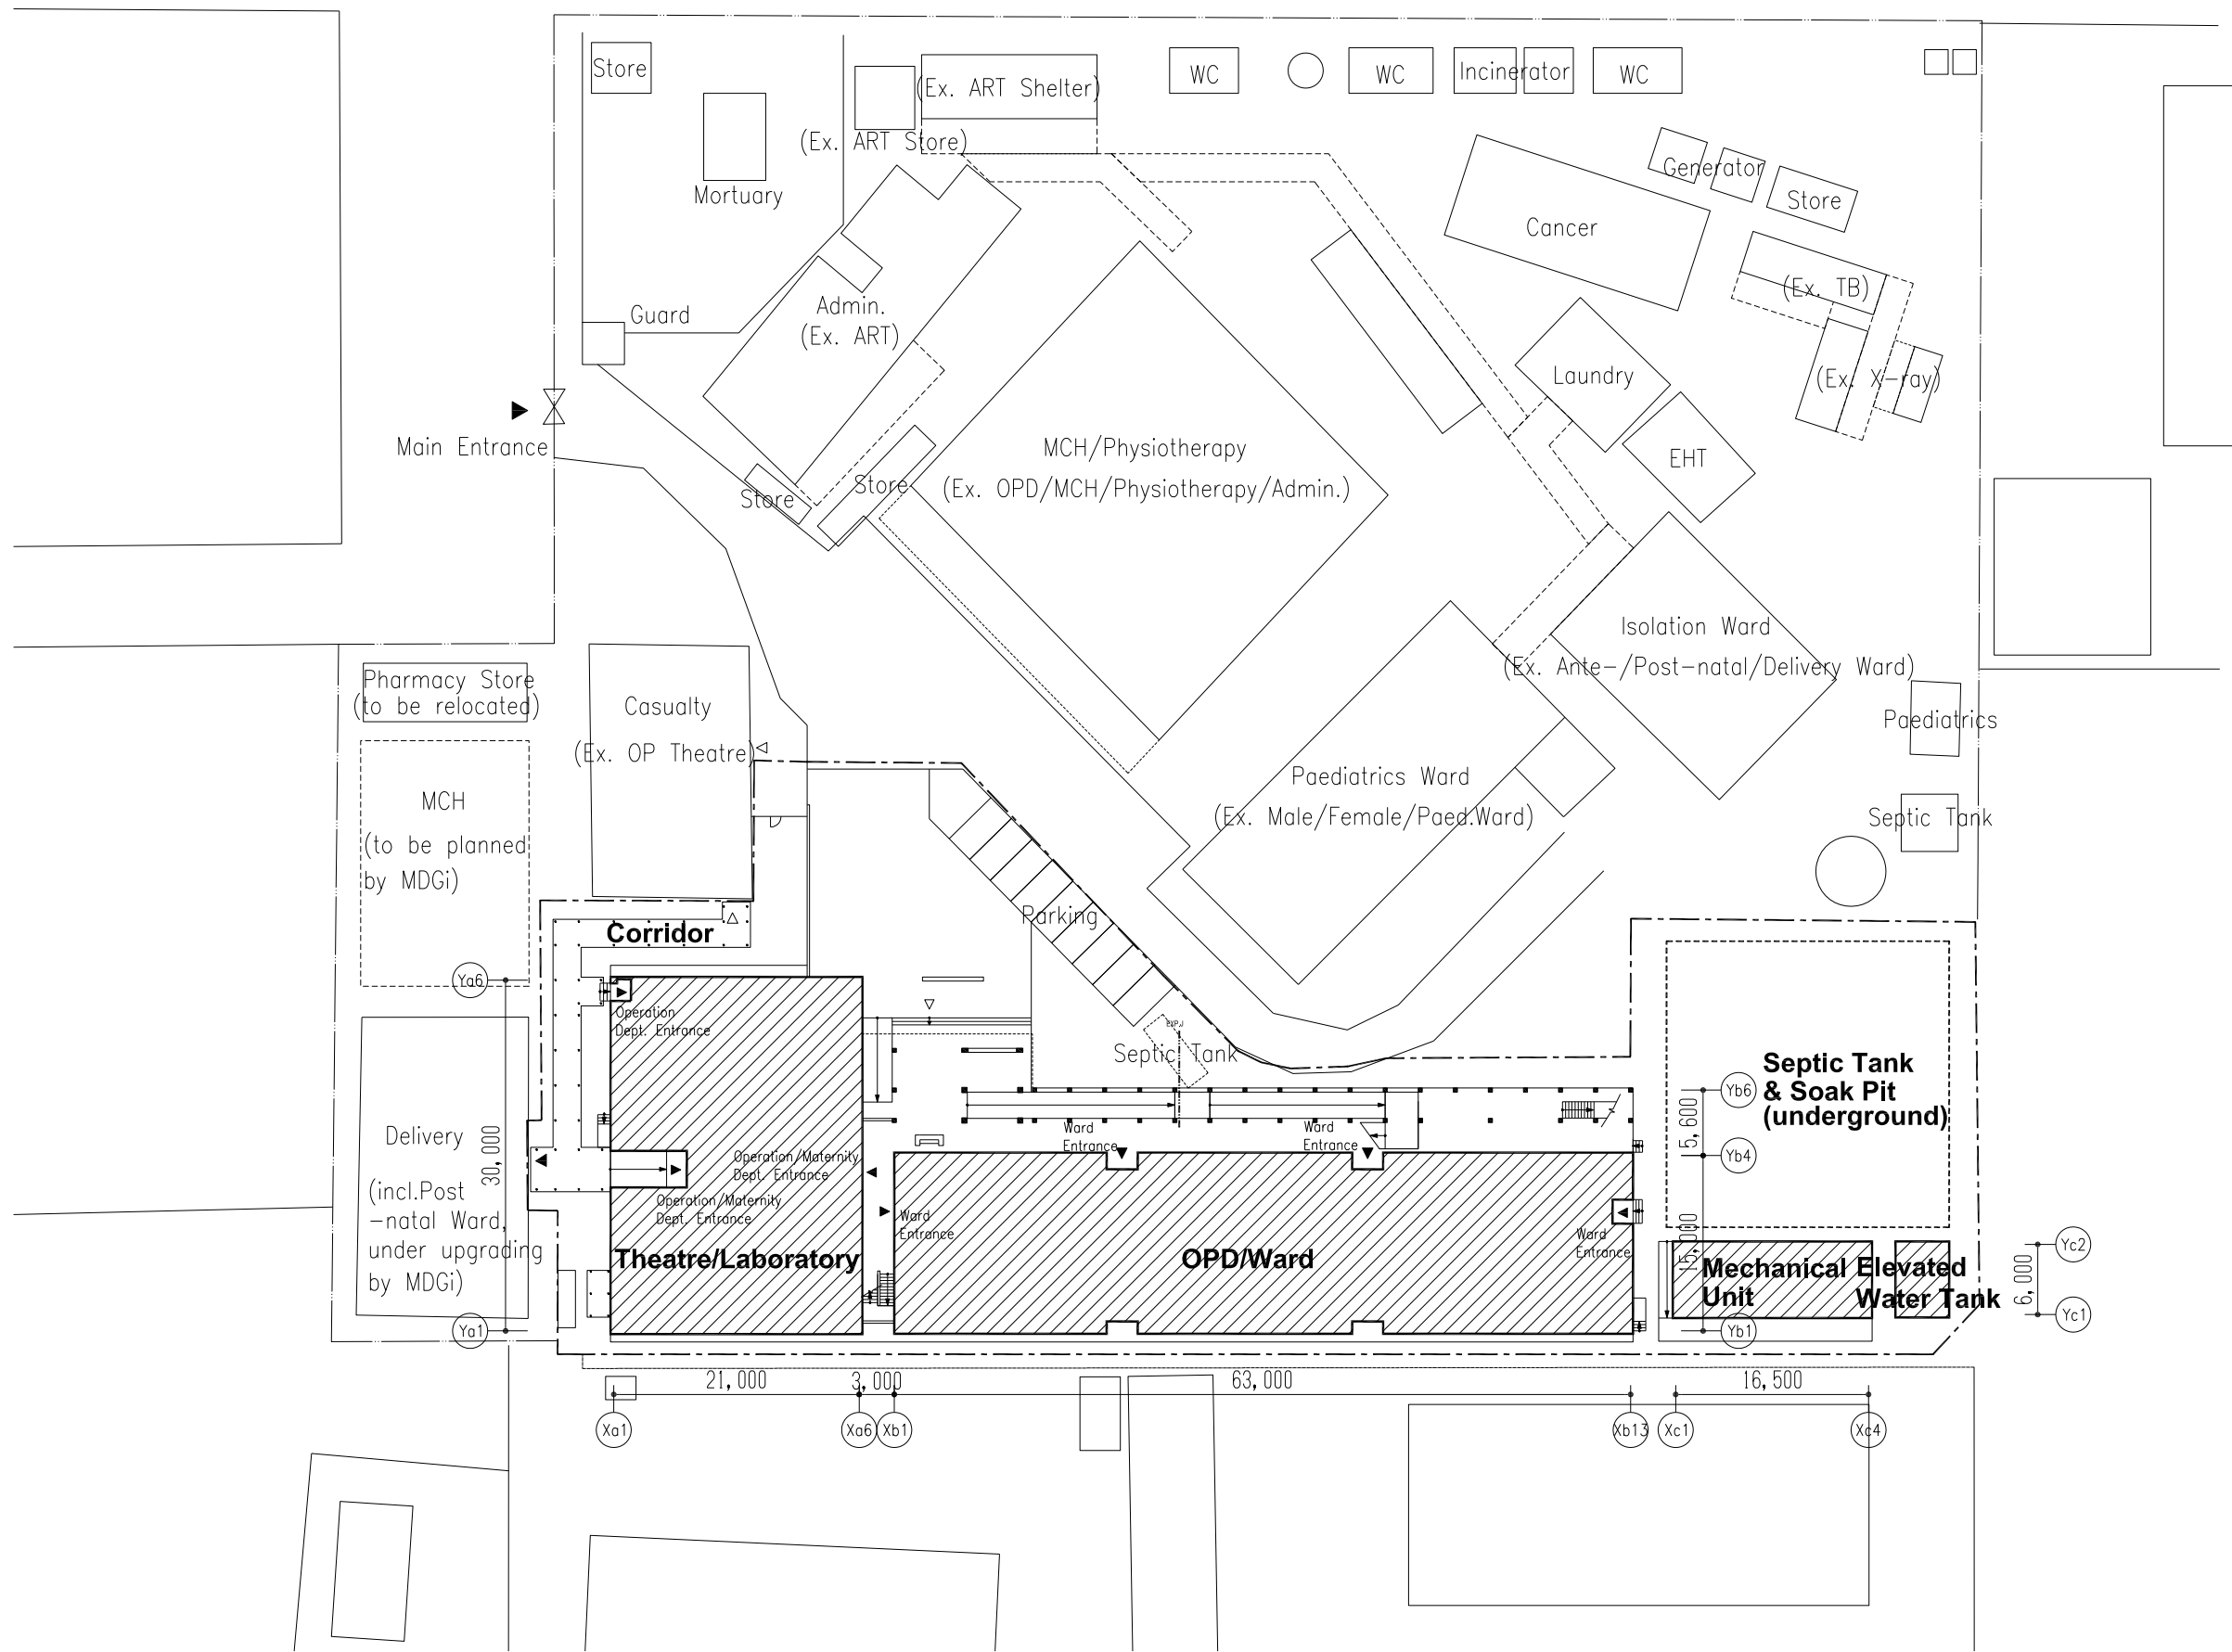 Store
WC
WC
Incinerator
WC
(Ex. ART Shelter)
(Ex. ART Store)
Mortuary
Generator
Store
Cancer
(Ex. TB)
Guard
Admin.
(Ex. ART)
Laundry
(Ex. X-ray)
Main Entrance
MCH/Physiotherapy
(Ex. OPD/MCH/Physiotherapy/Admin.)
EHT
Store
Store
Isolation Ward
(Ex. Ante-/Post-natal/Delivery Ward)
Pharmacy Store
(to be relocated)
Casualty
(Ex. OP Theatre)
Paediatrics
Paediatrics Ward
(Ex. Male/Female/Paed.Ward)
MCH
(to be planned
by MDGi)
Septic Tank
Parking
Corridor
Ya6
Operation
Dept. Entrance
EXP.J
Septic Tank
Septic Tank
& Soak Pit
(underground)
Yb6
5,600
Yb4
Delivery
(incl.Post
-natal Ward,
under upgrading
by MDGi)
30,000
Ward
Entrance
Ward
Entrance
Operation/Maternity
Dept. Entrance
Operation/Maternity
Dept. Entrance
Ward
Entrance
Ward
Entrance
15,000
Theatre/Laboratory
OPD/Ward
Mechanical
Unit
Elevated
Water Tank
Yc2
6,000
Yc1
Ya1
Yb1
21,000
3,000
63,000
16,500
Xa1
Xa6
Xb1
Xb13
Xc1
Xc4